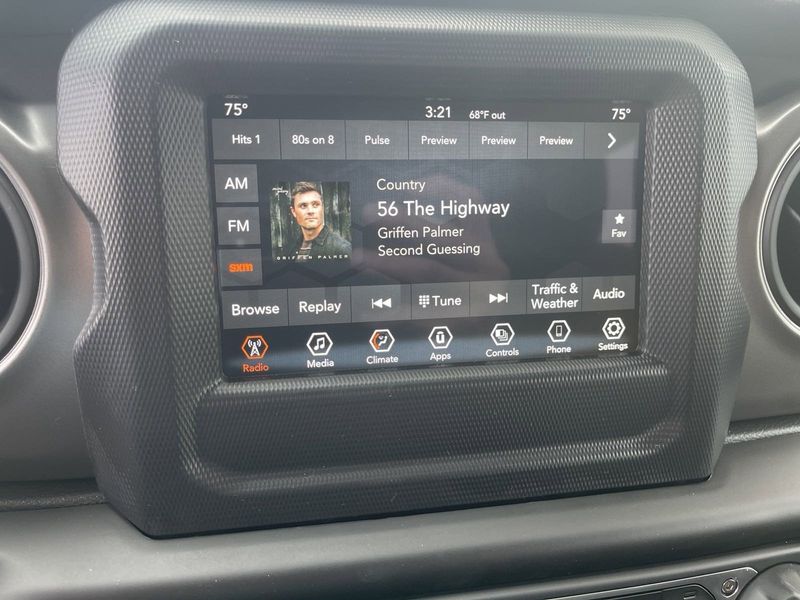 75° 3:21 68°F out 75°
Hits 1 80s on 8 Pulse Preview Preview Preview
AM
FM
sxm
GRIFFEN PALMER
Country
56 The Highway
Griffen Palmer
Second Guessing
Fav
Browse Replay Tune Traffic & Weather Audio
Radio Media Climate Apps Controls Phone Settings